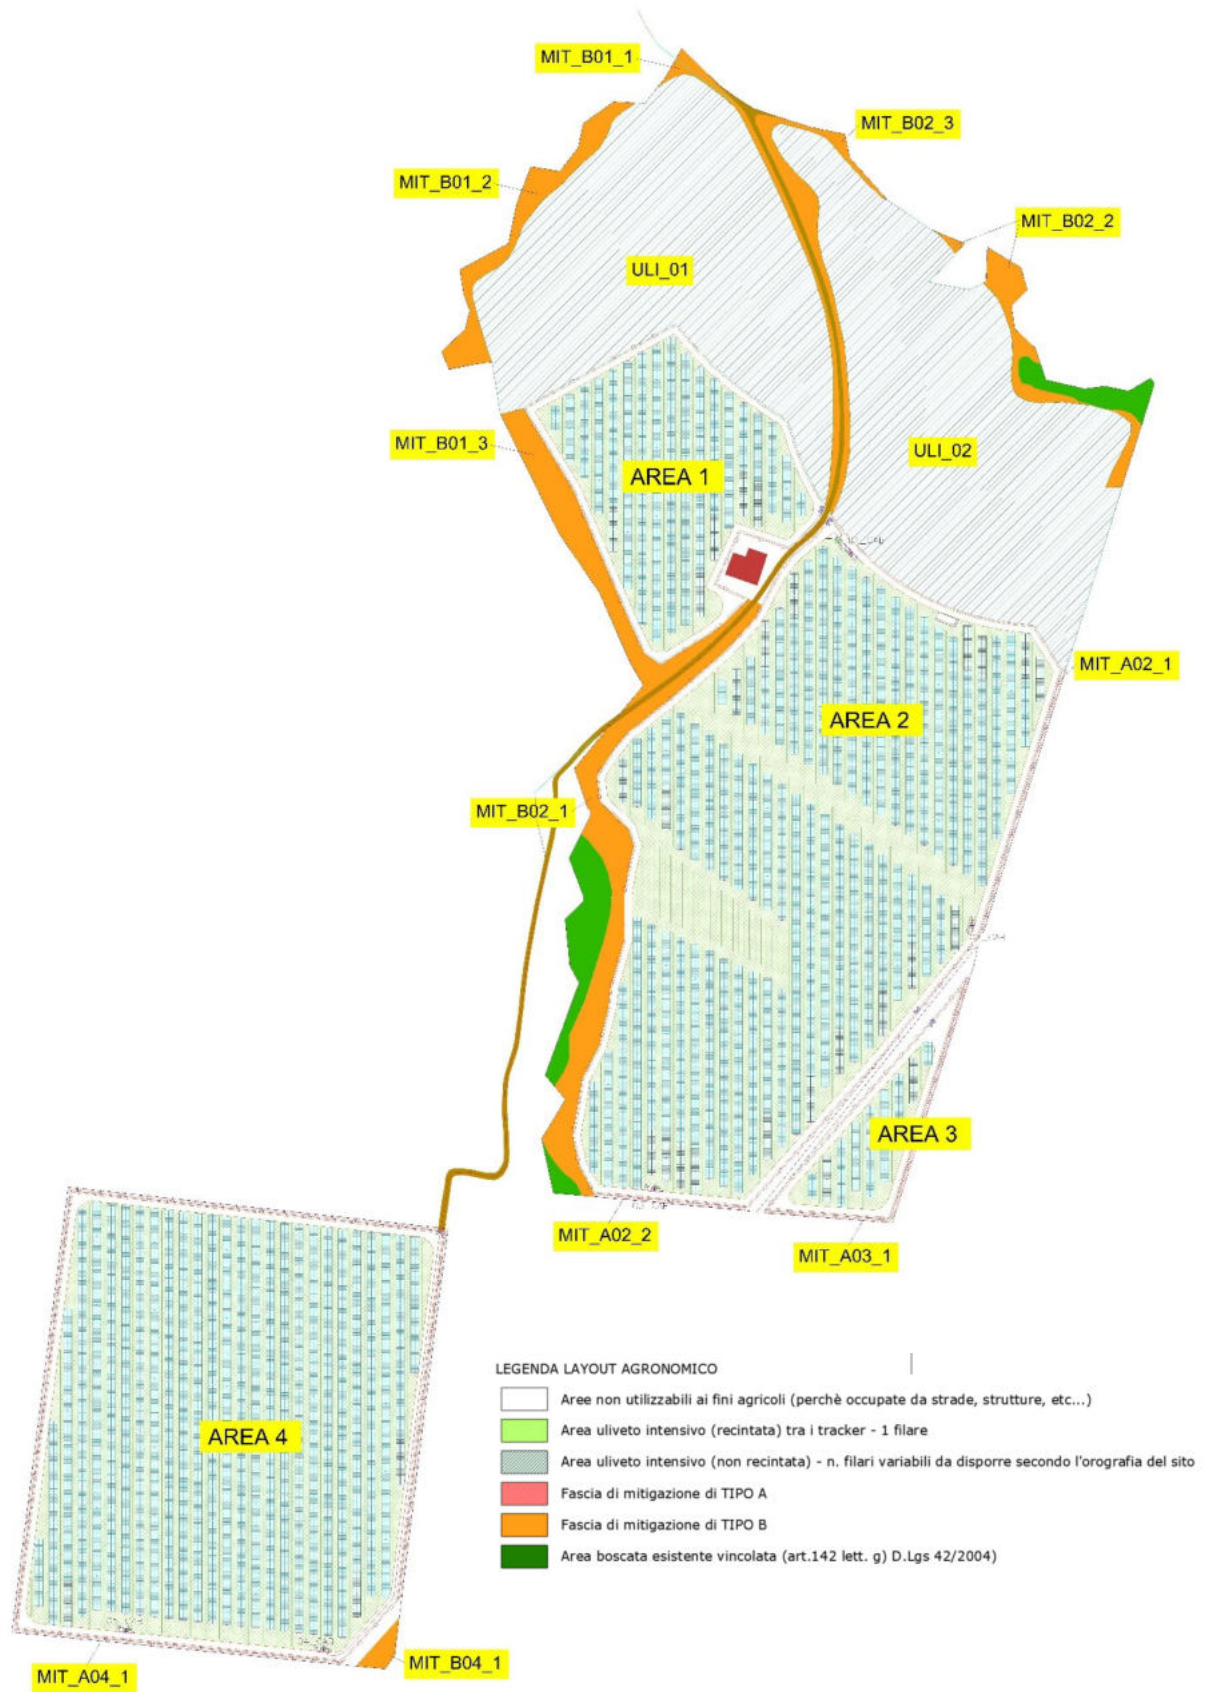 MIT_B01_1
MIT_B02_3
MIT_B01_2
MIT_B02_2
ULI_01
MIT_B01_3
ULI_02
AREA 1
MIT_A02_1
AREA 2
MIT_B02_1
AREA 3
MIT_A02_2
MIT_A03_1
LEGENDA LAYOUT AGRONOMICO
Aree non utilizzabili ai fini agricoli (perchè occupate da strade, strutture, etc...)
Area uliveto intensivo (recintata) tra i tracker - 1 filare
Area uliveto intensivo (non recintata) - n. filari variabili da disporre secondo l'orografia del sito
Fascia di mitigazione di TIPO A
Fascia di mitigazione di TIPO B
Area boscata esistente vincolata (art.142 lett. g) D.Lgs 42/2004)
AREA 4
MIT_B04_1
MIT_A04_1